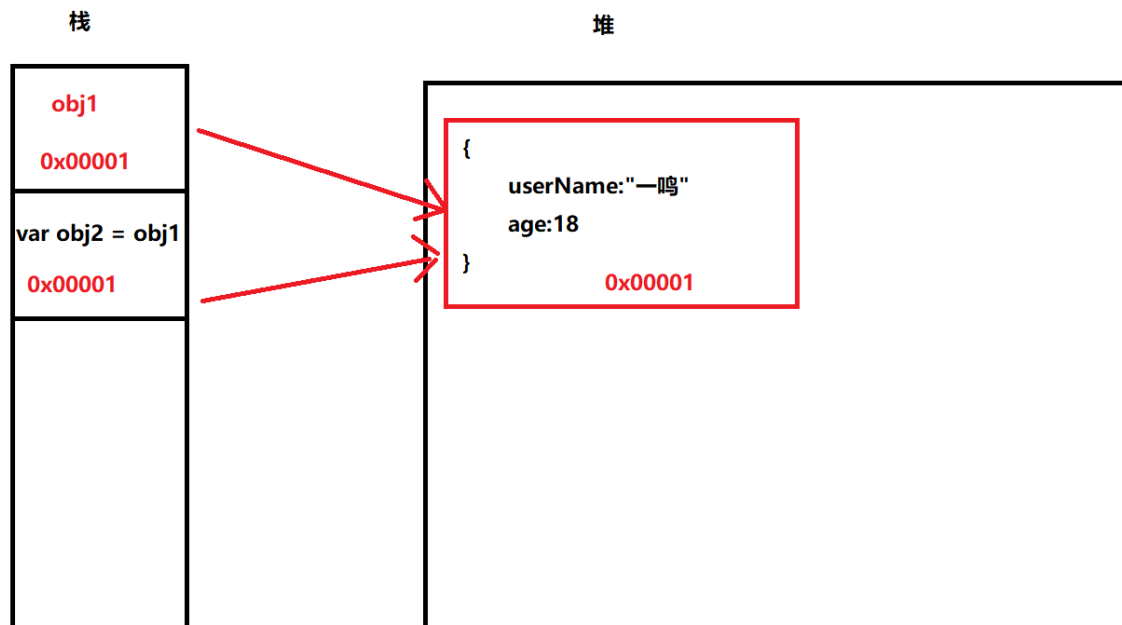 栈
堆
obj1
0x00001
var obj2 = obj1
0x00001
{
userName:"一鸣"
age:18
}
0x00001